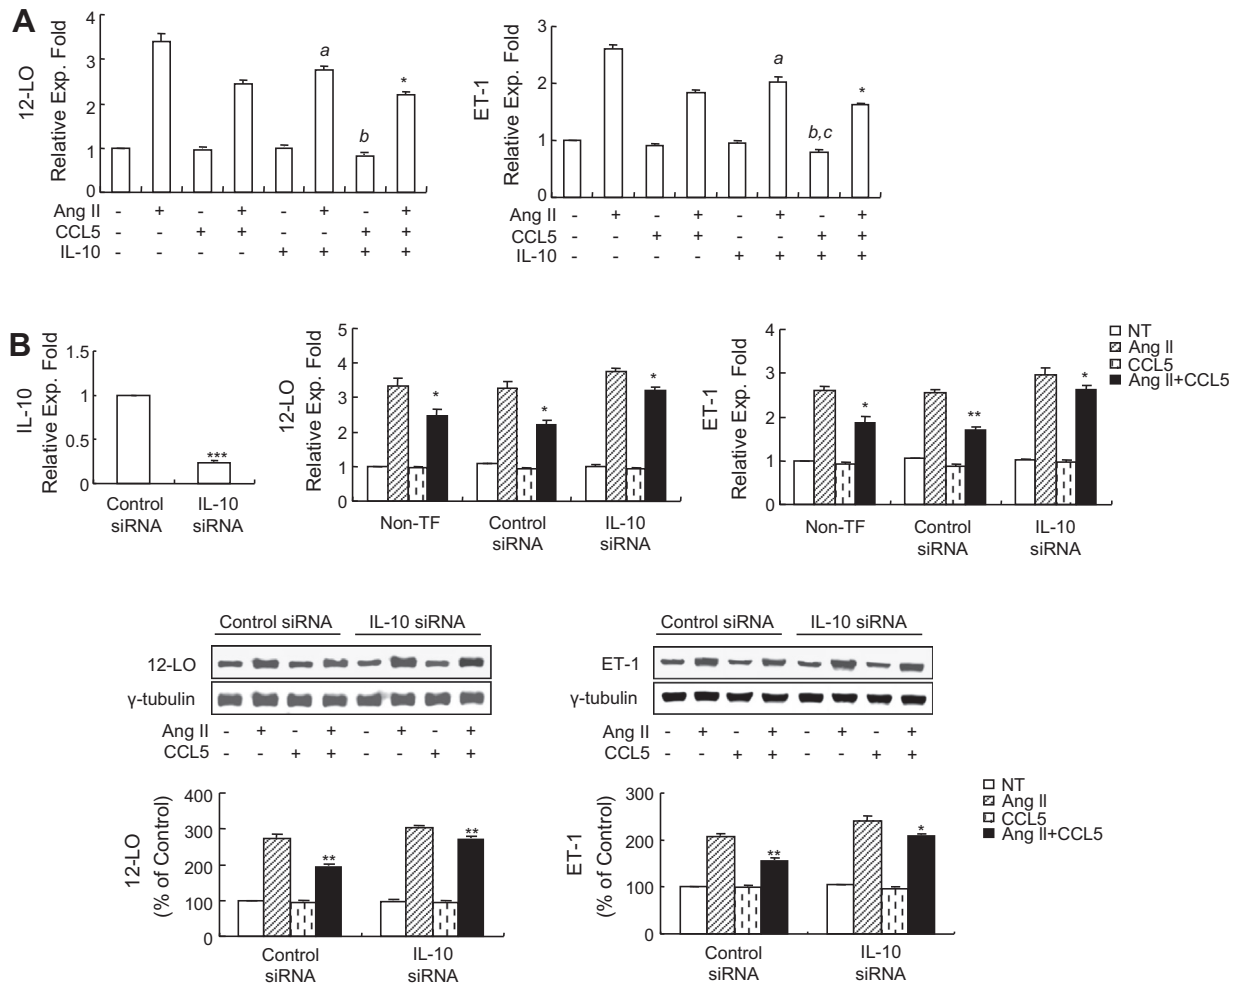 A
12-LO
Relative Exp. Fold
4
3
2
1
0
a
b
*
Ang II - + - + - + - +
CCL5 - - + + - - + +
IL-10 - - - - + + + +
ET-1
Relative Exp. Fold
3
2
1
0
a
b,c
*
Ang II - + - + - + - +
CCL5 - - + + - - + +
IL-10 - - - - + + + +
B
IL-10
Relative Exp. Fold
1.5
1
0.5
0
***
Control
siRNA
IL-10
siRNA
12-LO
Relative Exp. Fold
5
4
3
2
1
0
*
*
*
Non-TF
Control
siRNA
IL-10
siRNA
ET-1
Relative Exp. Fold
4
3
2
1
0
*
**
*
Non-TF
Control
siRNA
IL-10
siRNA
NT
Ang II
CCL5
Ang II+CCL5
Control siRNA IL-10 siRNA
12-LO
γ-tubulin
Ang II - + - + - + - +
CCL5 - - + + - - + +
Control siRNA IL-10 siRNA
ET-1
γ-tubulin
Ang II - + - + - + - +
CCL5 - - + + - - + +
12-LO
(% of Control)
400
300
200
100
0
**
**
Control
siRNA
IL-10
siRNA
ET-1
(% of Control)
300
200
100
0
**
*
Control
siRNA
IL-10
siRNA
NT
Ang II
CCL5
Ang II+CCL5